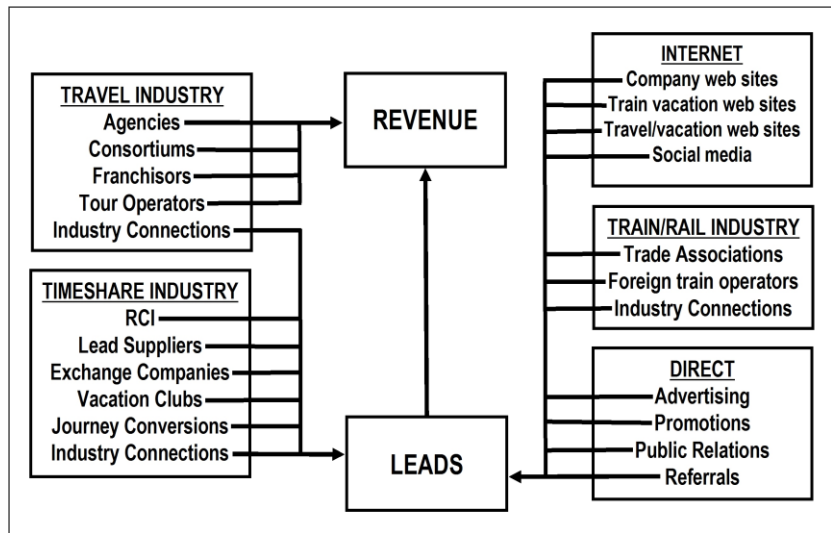 TRAVEL INDUSTRY
Agencies
Consortiums
Franchisors
Tour Operators
Industry Connections
TIMESHARE INDUSTRY
RCI
Lead Suppliers
Exchange Companies
Vacation Clubs
Journey Conversions
Industry Connections
REVENUE
LEADS
INTERNET
Company web sites
Train vacation web sites
Travel/vacation web sites
Social media
TRAIN/RAIL INDUSTRY
Trade Associations
Foreign train operators
Industry Connections
DIRECT
Advertising
Promotions
Public Relations
Referrals